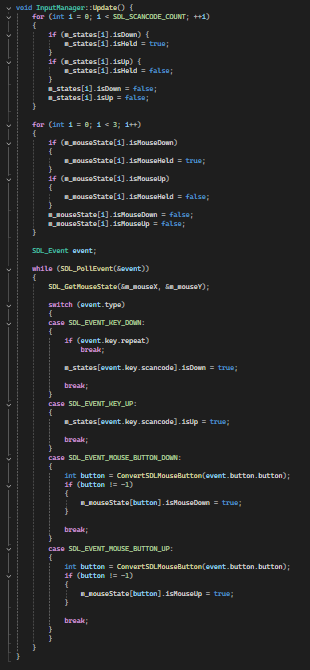 void InputManager::Update() {
    for (int i = 0; i < SDL_SCANCODE_COUNT; ++i)
    {
        if (m_states[i].isDown) {
            m_states[i].isHeld = true;
        }
        if (m_states[i].isUp) {
            m_states[i].isHeld = false;
        }
        m_states[i].isDown = false;
        m_states[i].isUp = false;
    }

    for (int i = 0; i < 3; i++)
    {
        if (m_mouseState[i].isMouseDown)
        {
            m_mouseState[i].isMouseHeld = true;
        }
        if (m_mouseState[i].isMouseUp)
        {
            m_mouseState[i].isMouseHeld = false;
        }
        m_mouseState[i].isMouseDown = false;
        m_mouseState[i].isMouseUp = false;
    }

    SDL_Event event;

    while (SDL_PollEvent(&event))
    {
        SDL_GetMouseState(&m_mouseX, &m_mouseY);

        switch (event.type)
        {
        case SDL_EVENT_KEY_DOWN:
        {
            if (event.key.repeat)
                break;

            m_states[event.key.scancode].isDown = true;

            break;
        }
        case SDL_EVENT_KEY_UP:
        {
            m_states[event.key.scancode].isUp = true;

            break;
        }
        case SDL_EVENT_MOUSE_BUTTON_DOWN:
        {
            int button = ConvertSDLMouseButton(event.button.button);
            if (button != -1)
            {
                m_mouseState[button].isMouseDown = true;
            }

            break;
        }
        case SDL_EVENT_MOUSE_BUTTON_UP:
        {
            int button = ConvertSDLMouseButton(event.button.button);
            if (button != -1)
            {
                m_mouseState[button].isMouseUp = true;
            }

            break;
        }
        }
    }
}